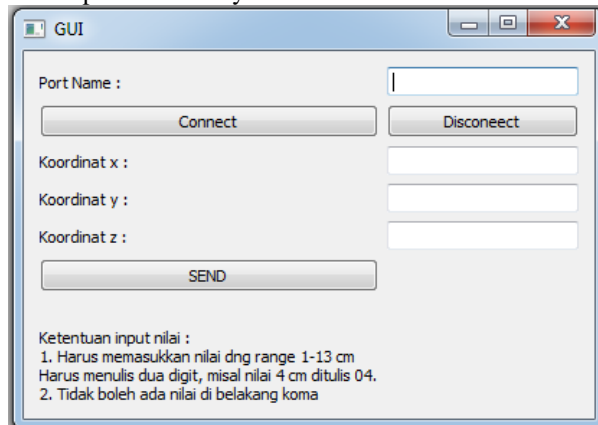 GUI
Port Name :
Connect Disconeect
Koordinat x :
Koordinat y :
Koordinat z :
SEND
Ketentuan input nilai :
1. Harus memasukkan nilai dng range 1-13 cm
Harus menulis dua digit, misal nilai 4 cm ditulis 04.
2. Tidak boleh ada nilai di belakang koma